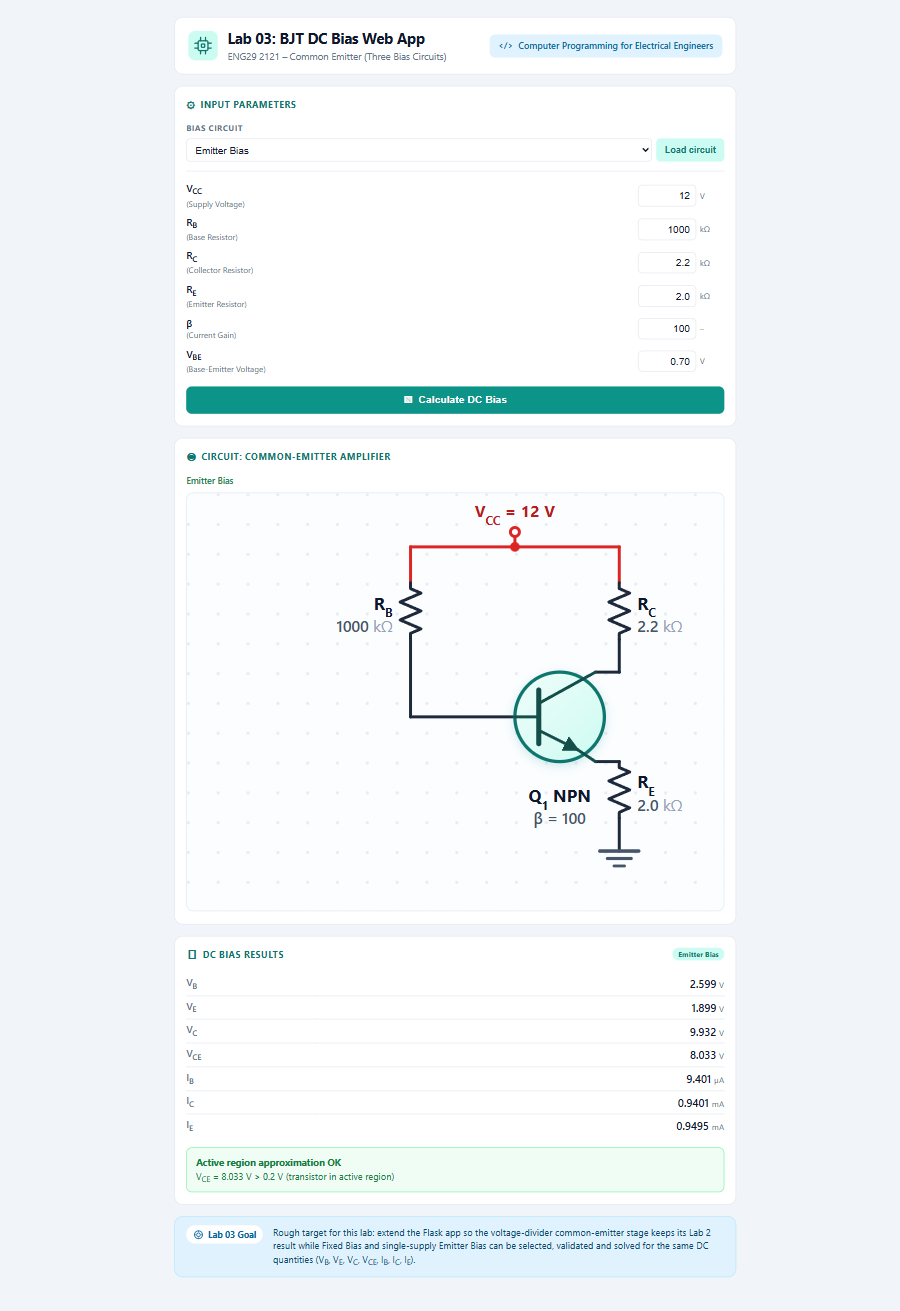 Lab 03: BJT DC Bias Web App
ENG29 2121 – Common Emitter (Three Bias Circuits)
</> Computer Programming for Electrical Engineers
INPUT PARAMETERS
BIAS CIRCUIT
Emitter Bias
Load circuit
VCC
(Supply Voltage)
12 V
RB
(Base Resistor)
1000 kΩ
RC
(Collector Resistor)
2.2 kΩ
RE
(Emitter Resistor)
2.0 kΩ
β
(Current Gain)
100 –
VBE
(Base-Emitter Voltage)
0.70 V
Calculate DC Bias
CIRCUIT: COMMON-EMITTER AMPLIFIER
Emitter Bias
VCC = 12 V
RB
1000 kΩ
RC
2.2 kΩ
Q1 NPN
β = 100
RE
2.0 kΩ
DC BIAS RESULTS
Emitter Bias
VB 2.599 V
VE 1.899 V
VC 9.932 V
VCE 8.033 V
IB 9.401 µA
IC 0.9401 mA
IE 0.9495 mA
Active region approximation OK
VCE = 8.033 V > 0.2 V (transistor in active region)
Lab 03 Goal
Rough target for this lab: extend the Flask app so the voltage-divider common-emitter stage keeps its Lab 2
result while Fixed Bias and single-supply Emitter Bias can be selected, validated and solved for the same DC
quantities (VB, VE, VC, VCE, IB, IC, IE).